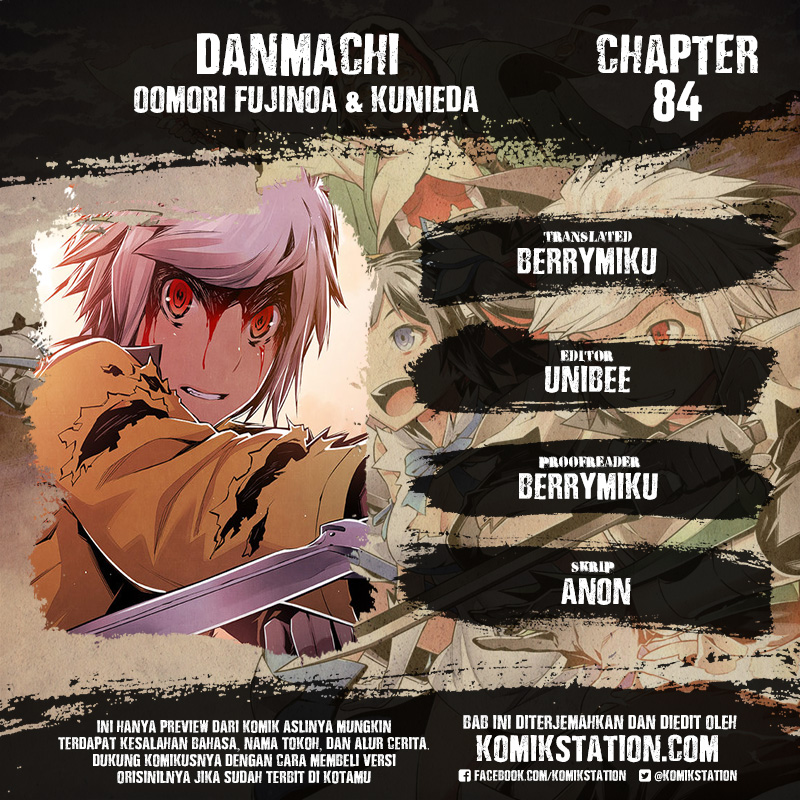 DANMACHI
OOMORI FUJINOA & KUNIEDA
CHAPTER
84
TRANSLATED
BERRYMIKU
EDITOR
UNIBEE
PROOFREADER
BERRYMIKU
SKRIP
ANON
INI HANYA PREVIEW DARI KOMIK ASLINYA MUNGKIN
TERDAPAT KESALAHAN BAHASA, NAMA TOKOH, DAN ALUR CERITA.
DUKUNG KOMIKUSNYA DENGAN CARA MEMBELI VERSI
ORISINILNYA JIKA SUDAH TERBIT DI KOTAMU
BAB INI DITERJEMAHKAN DAN DIEDIT OLEH
KOMIKSTATION.COM
FACEBOOK.COM/KOMIKSTATION @KOMIKSTATION